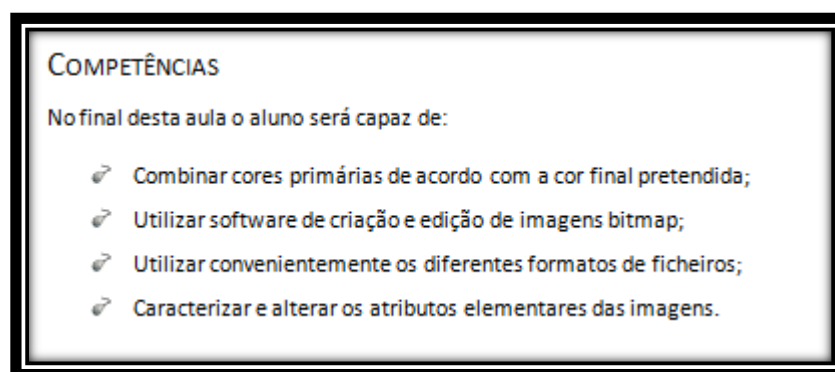 COMPETÊNCIAS
No final desta aula o aluno será capaz de:
Combinar cores primárias de acordo com a cor final pretendida;
Utilizar software de criação e edição de imagens bitmap;
Utilizar convenientemente os diferentes formatos de ficheiros;
Caracterizar e alterar os atributos elementares das imagens.